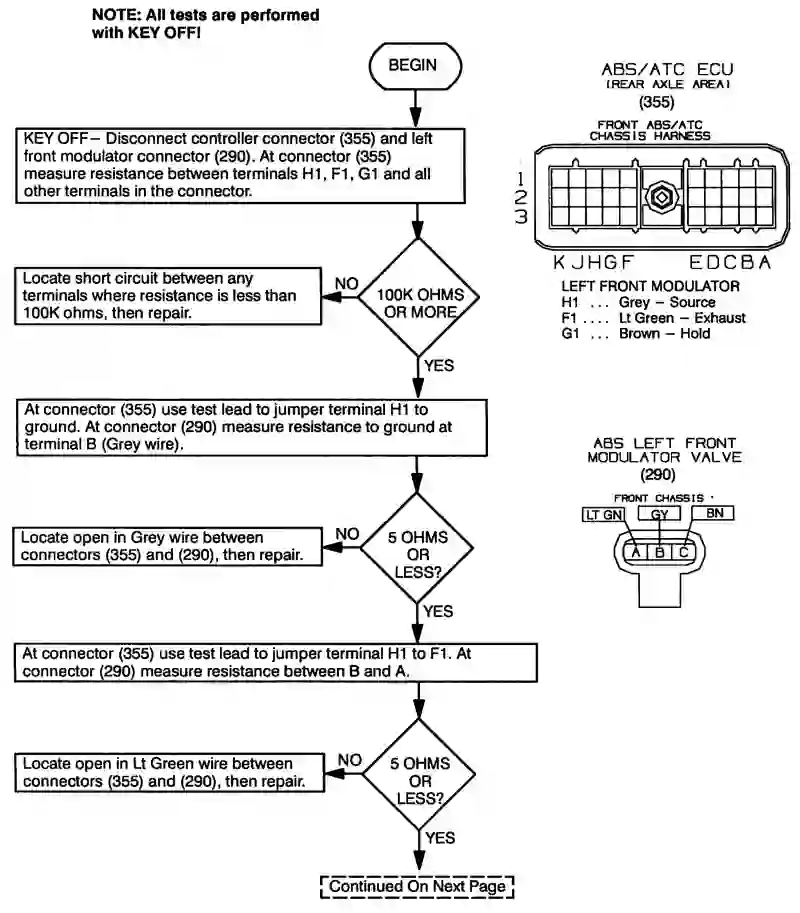 NOTE: All tests are performed
with KEY OFF!
BEGIN
KEY OFF– Disconnect controller connector (355) and left
front modulator connector (290). At connector (355)
measure resistance between terminals H1, F1, G1 and all
other terminals in the connector.
100K OHMS
OR MORE
NO
Locate short circuit between any
terminals where resistance is less than
100K ohms, then repair.
YES
At connector (355) use test lead to jumper terminal H1 to
ground. At connector (290) measure resistance to ground at
terminal B (Grey wire).
5 OHMS
OR
LESS?
NO
Locate open in Grey wire between
connectors (355) and (290), then repair.
YES
At connector (355) use test lead to jumper terminal H1 to F1. At
connector (290) measure resistance between B and A.
5 OHMS
OR
LESS?
NO
Locate open in Lt Green wire between
connectors (355) and (290), then repair.
YES
Continued On Next Page
ABS/ATC ECU
(REAR AXLE AREA)
(355)
FRONT ABS/ATC
CHASSIS HARNESS
1
2
3
KJHGF EDCBA
LEFT FRONT MODULATOR
H1 ... Grey – Source
F1 .... Lt Green – Exhaust
G1 ... Brown – Hold
ABS LEFT FRONT
MODULATOR VALVE
(290)
FRONT CHASSIS
LT GN GY BN
A B C